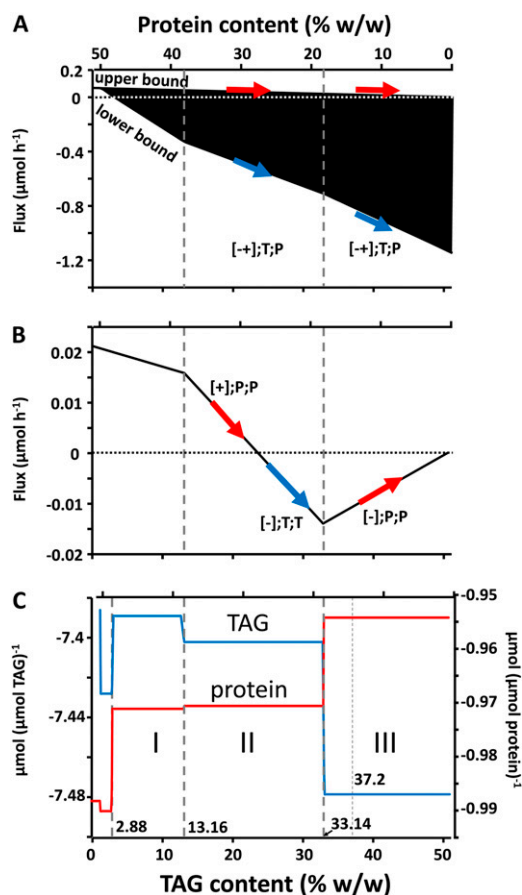 A
Protein content (% w/w)
50 40 30 20 10 0
0.2
0
-0.4
-0.8
-1.2
Flux (µmol h⁻¹)
upper bound
lower bound
[-+];T;P
[-+];T;P
B
0.02
0.01
0
-0.01
-0.02
Flux (µmol h⁻¹)
[+];P;P
[-];T;T
[-];P;P
C
-7.4
-7.44
-7.48
µmol (µmol TAG)⁻¹
TAG
protein
I II III
37.2
2.88 13.16 33.14
-0.95
-0.96
-0.97
-0.98
-0.99
µmol (µmol protein)⁻¹
0 10 20 30 40 50
TAG content (% w/w)